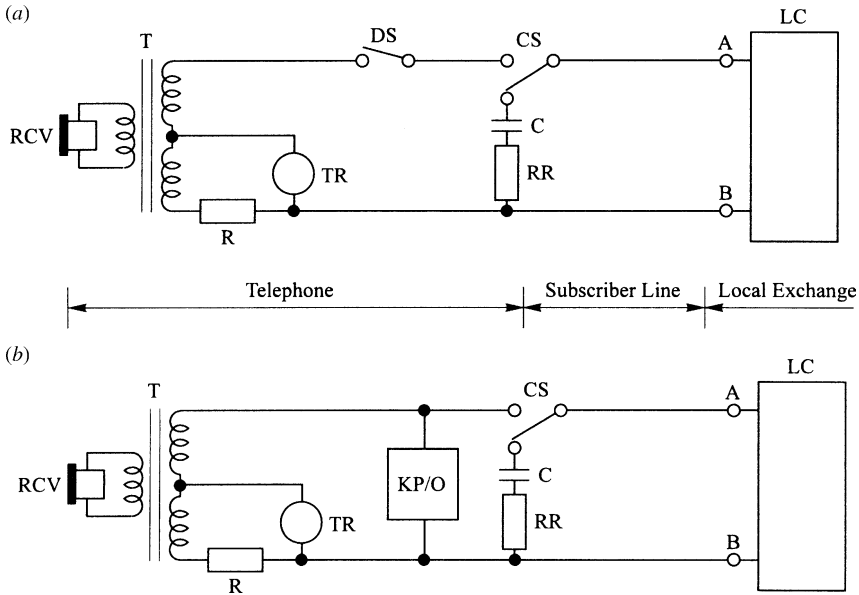 (a)
T
DS
CS
A
LC
RCV
C
TR
RR
B
R
Telephone
Subscriber Line
Local Exchange
(b)
T
CS
A
LC
RCV
KP/O
C
TR
RR
B
R